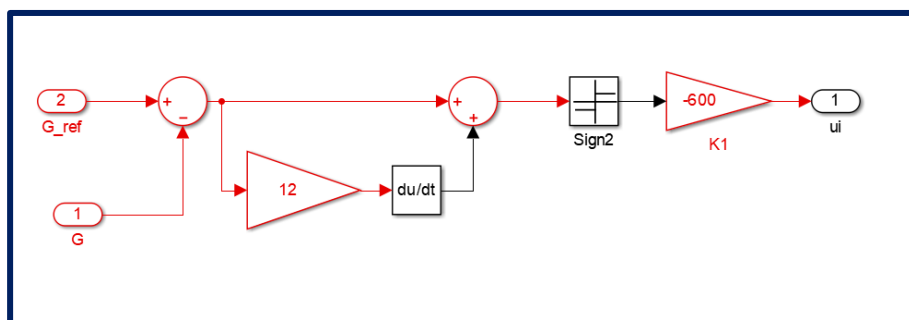 2
G_ref
+
−
1
G
12
du/dt
+
+
Sign2
-600
K1
1
ui